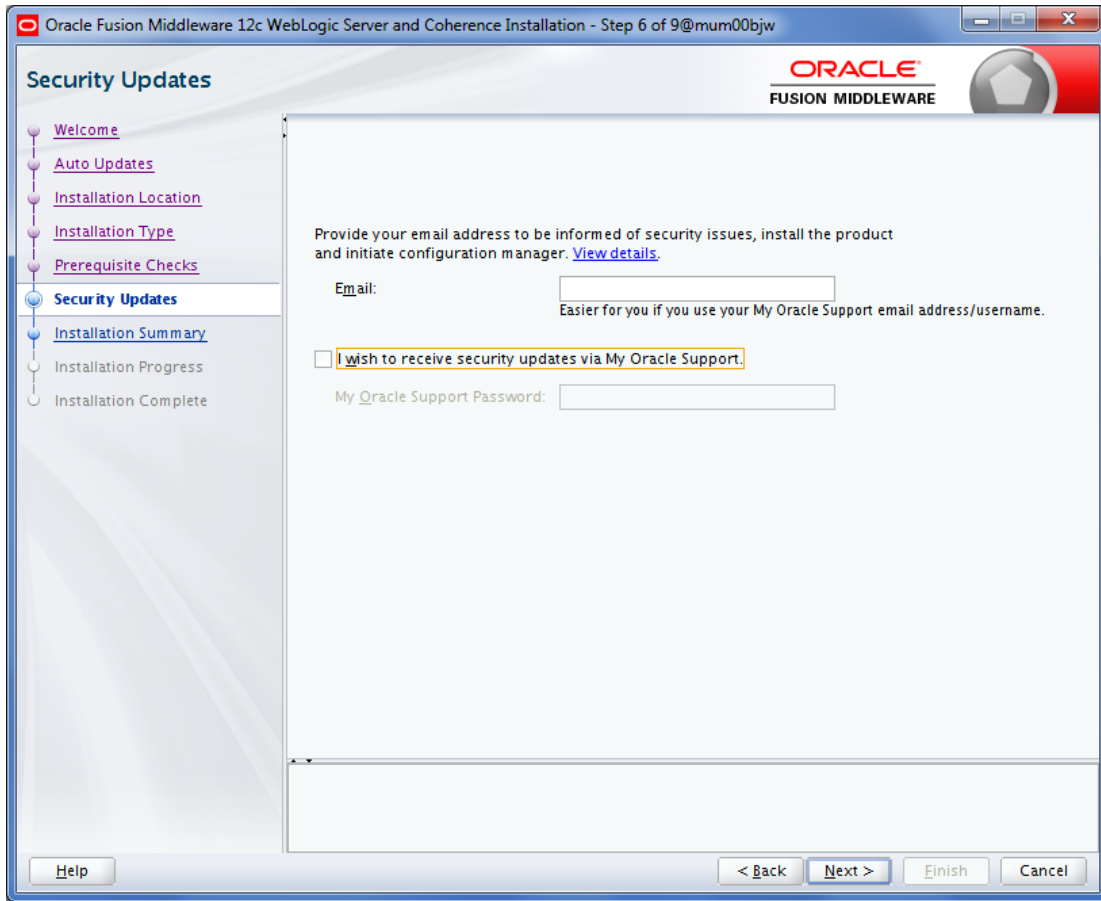 Oracle Fusion Middleware 12c WebLogic Server and Coherence Installation - Step 6 of 9@mum00bjw
Security Updates
ORACLE
FUSION MIDDLEWARE
Welcome
Auto Updates
Installation Location
Installation Type
Prerequisite Checks
Security Updates
Installation Summary
Installation Progress
Installation Complete
Provide your email address to be informed of security issues, install the product
and initiate configuration manager. View details.
Email:
Easier for you if you use your My Oracle Support email address/username.
I wish to receive security updates via My Oracle Support.
My Oracle Support Password:
Help
< Back
Next >
Finish
Cancel